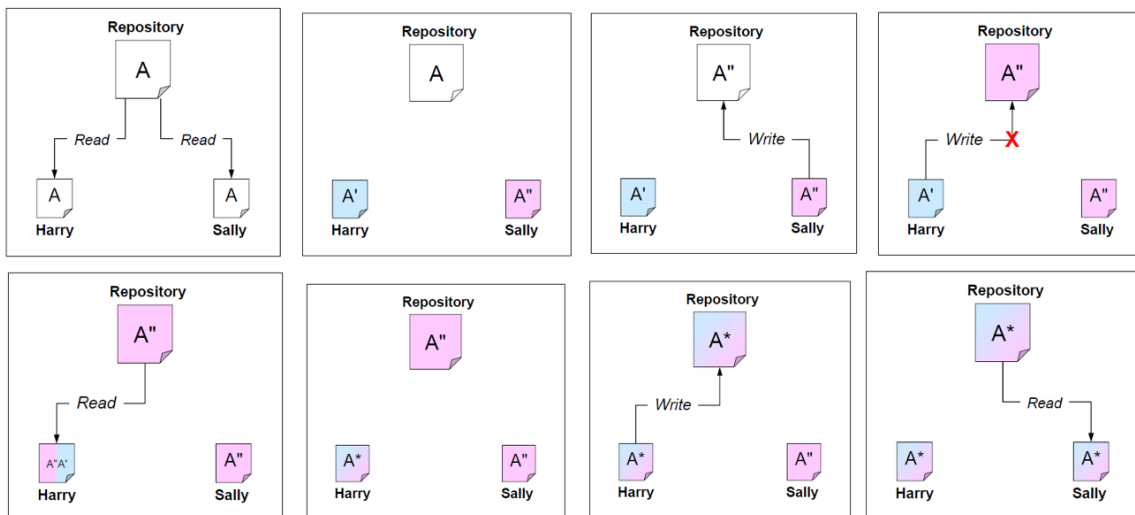 Repository
A
Read Read
A A
Harry Sally
Repository
A
A' A"
Harry Sally
Repository
A"
Write
A' A"
Harry Sally
Repository
A"
Write X
A' A"
Harry Sally
Repository
A"
Read
A"A' A"
Harry Sally
Repository
A"
A* A"
Harry Sally
Repository
A*
Write
A* A"
Harry Sally
Repository
A*
Read
A* A*
Harry Sally